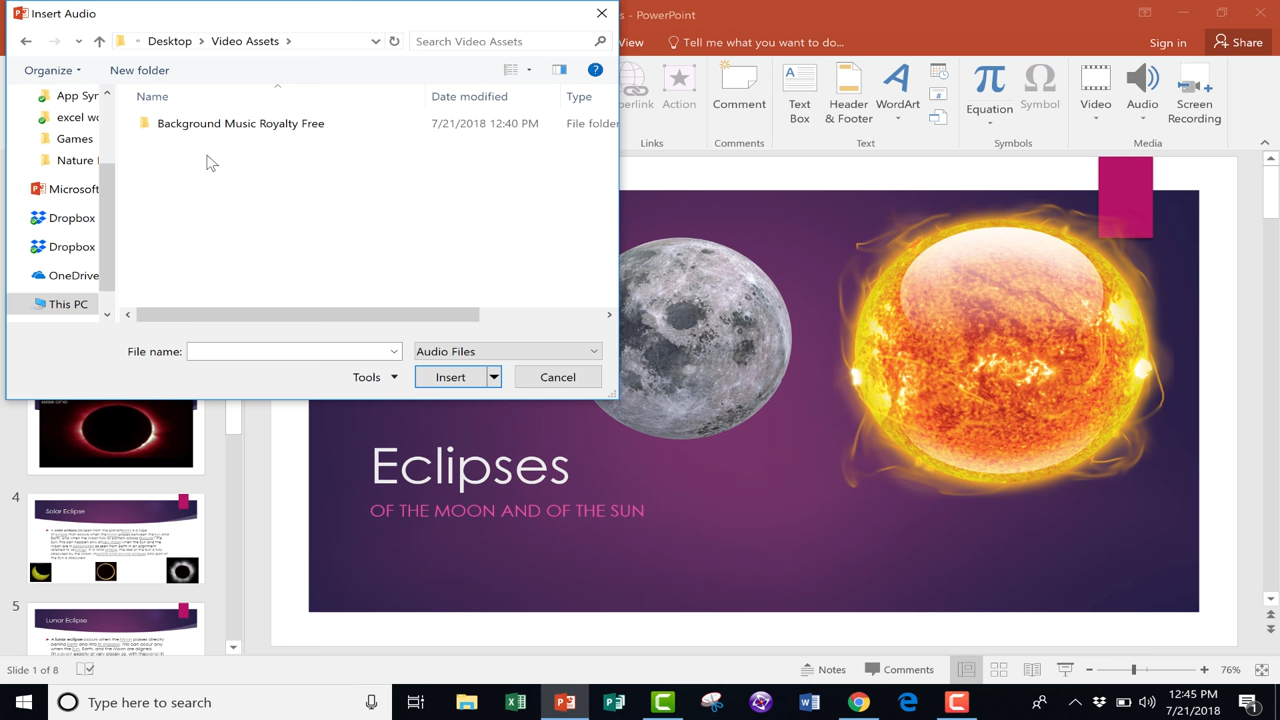 Insert Audio
s - PowerPoint
« Desktop > Video Assets >
Search Video Assets
View
Tell me what you want to do...
Sign in
Share
Organize
New folder
App Syn
excel wo
Games
Nature
Microsoft
Dropbox
Dropbox
OneDrive
This PC
Name
Date modified
Type
Background Music Royalty Free
7/21/2018 12:40 PM
File folder
File name:
Audio Files
Tools
Insert
Cancel
erlink
Action
Comment
Text
Box
Header
& Footer
WordArt
Equation
Symbol
Video
Audio
Screen
Recording
Links
Comments
Text
Symbols
Media
4
Solar Eclipse
5
Lunar Eclipse
Eclipses
OF THE MOON AND OF THE SUN
Slide 1 of 8
Notes
Comments
76%
Type here to search
12:45 PM
7/21/2018
1